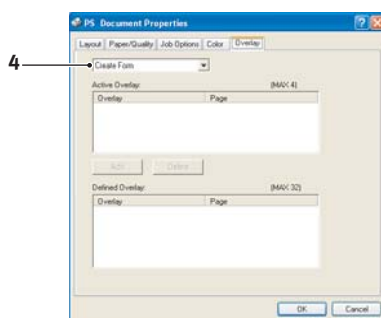 PS Document Properties
Layout Paper/Quality Job Options Color Overlay
4
Create Form
Active Overlay: (MAX 4)
Overlay Page
Add Delete
Defined Overlay: (MAX 32)
Overlay Page
OK Cancel